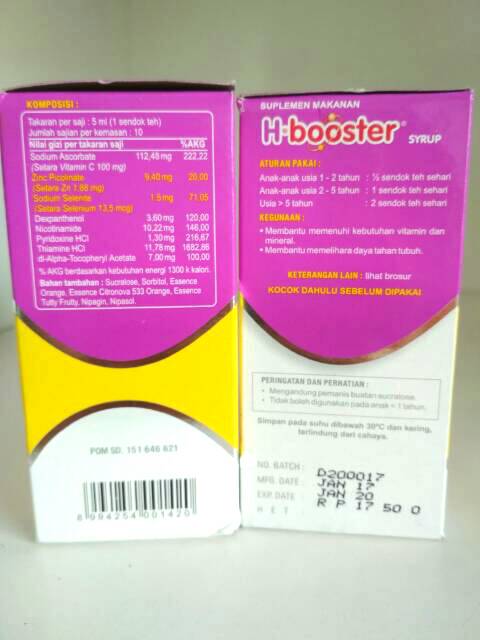 KOMPOSISI :
Takaran per saji : 5 ml (1 sendok teh)
Jumlah sajian per kemasan : 10
Nilai gizi per takaran saji %AKG
Sodium Ascorbate 112,48 mg 222,22
(Setara Vitamin C 100 mg)
Zinc Picolinate 9,40 mg 20,00
(Setara Zn 1,88 mg)
Sodium Selenite 1.5 mg 71,05
(Setara Selenium 13,5 mcg)
Dexpanthenol 3,60 mg 120,00
Nicotinamide 10,22 mg 146,00
Pyridoxine HCl 1,30 mg 216,67
Thiamine HCl 11,78 mg 1682,86
dl-Alpha-Tocopheryl Acetate 7,00 mg 100,00
% AKG berdasarkan kebutuhan energi 1300 k kalori.
Bahan tambahan : Sucralose, Sorbitol, Essence
Orange, Essence Citronova 533 Orange, Essence
Tutty Fruity, Nipagin, Nipasol.
POM SD. 151 646 621
8 994254 001420
SUPLEMEN MAKANAN
H-booster® SYRUP
ATURAN PAKAI :
Anak-anak usia 1 - 2 tahun : ½ sendok teh sehari
Anak-anak usia 2 - 5 tahun : 1 sendok teh sehari
Usia > 5 tahun : 2 sendok teh sehari
KEGUNAAN :
• Membantu memenuhi kebutuhan vitamin dan
mineral.
• Membantu memelihara daya tahan tubuh.
KETERANGAN LAIN : lihat brosur
KOCOK DAHULU SEBELUM DIPAKAI
PERINGATAN DAN PERHATIAN :
• Mengandung pemanis buatan sucralose.
• Tidak boleh digunakan pada anak < 1 tahun.
Simpan pada suhu dibawah 30°C dan kering,
terlindung dari cahaya.
NO. BATCH : D200017
MFG. DATE : JAN 17
EXP. DATE : JAN 20
H E T : RP 17 500